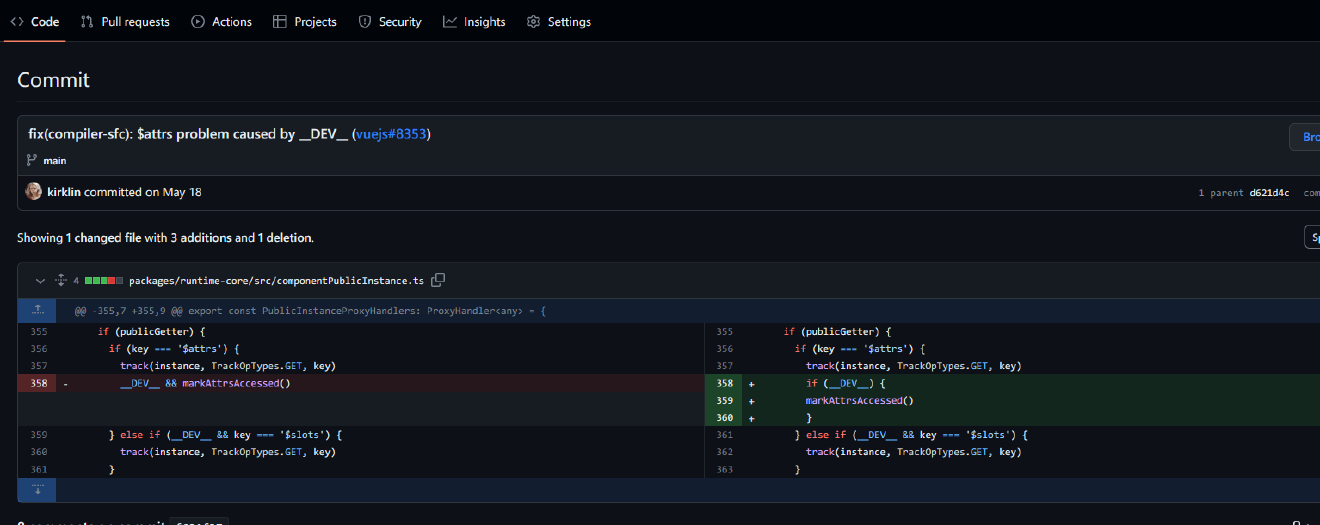 Code Pull requests Actions Projects Security Insights Settings
Commit
fix(compiler-sfc): $attrs problem caused by __DEV__ (vuejs#8353)
main
kirklin committed on May 18
1 parent d621d4c
Showing 1 changed file with 3 additions and 1 deletion.
4 packages/runtime-core/src/componentPublicInstance.ts
@@ -355,7 +355,9 @@ export const PublicInstanceProxyHandlers: ProxyHandler<any> = {
355 if (publicGetter) { 355 if (publicGetter) {
356 if (key === '$attrs') { 356 if (key === '$attrs') {
357 track(instance, TrackOpTypes.GET, key) 357 track(instance, TrackOpTypes.GET, key)
358 - __DEV__ && markAttrsAccessed() 358 + if (__DEV__) {
359 + markAttrsAccessed()
360 + }
359 } else if (__DEV__ && key === '$slots') { 361 } else if (__DEV__ && key === '$slots') {
360 track(instance, TrackOpTypes.GET, key) 362 track(instance, TrackOpTypes.GET, key)
361 } 363 }